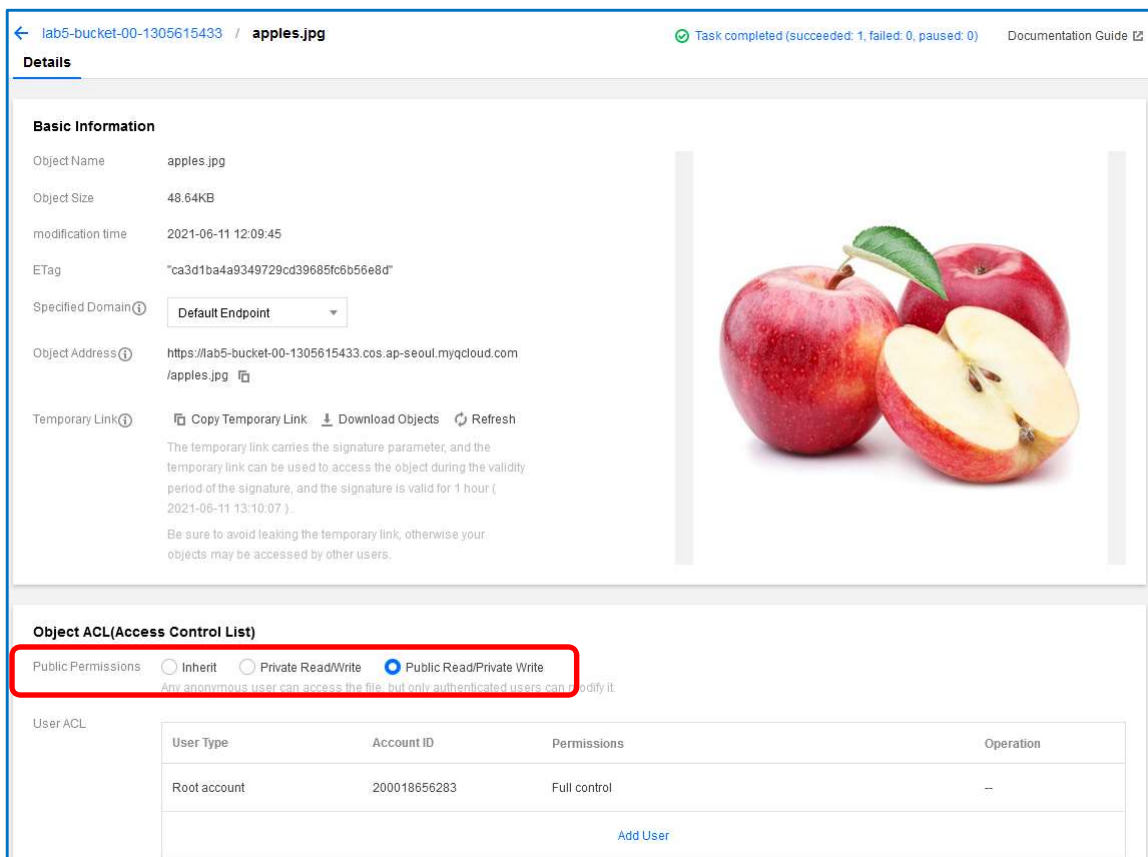 lab5-bucket-00-1305615433 / apples.jpg
Task completed (succeeded: 1, failed: 0, paused: 0) Documentation Guide
Details
Basic Information
Object Name apples.jpg
Object Size 48.64KB
modification time 2021-06-11 12:09:45
ETag "ca3d1ba4a9349729cd39685fc6b56e8d"
Specified Domain Default Endpoint
Object Address https://lab5-bucket-00-1305615433.cos.ap-seoul.myqcloud.com
/apples.jpg
Temporary Link Copy Temporary Link Download Objects Refresh
The temporary link carries the signature parameter, and the
temporary link can be used to access the object during the validity
period of the signature, and the signature is valid for 1 hour (
2021-06-11 13:10:07 ).
Be sure to avoid leaking the temporary link, otherwise your
objects may be accessed by other users.
Object ACL(Access Control List)
Public Permissions Inherit Private Read/Write Public Read/Private Write
Any anonymous user can access the file, but only authenticated users can modify it.
User ACL
User Type Account ID Permissions Operation
Root account 200018656283 Full control --
Add User